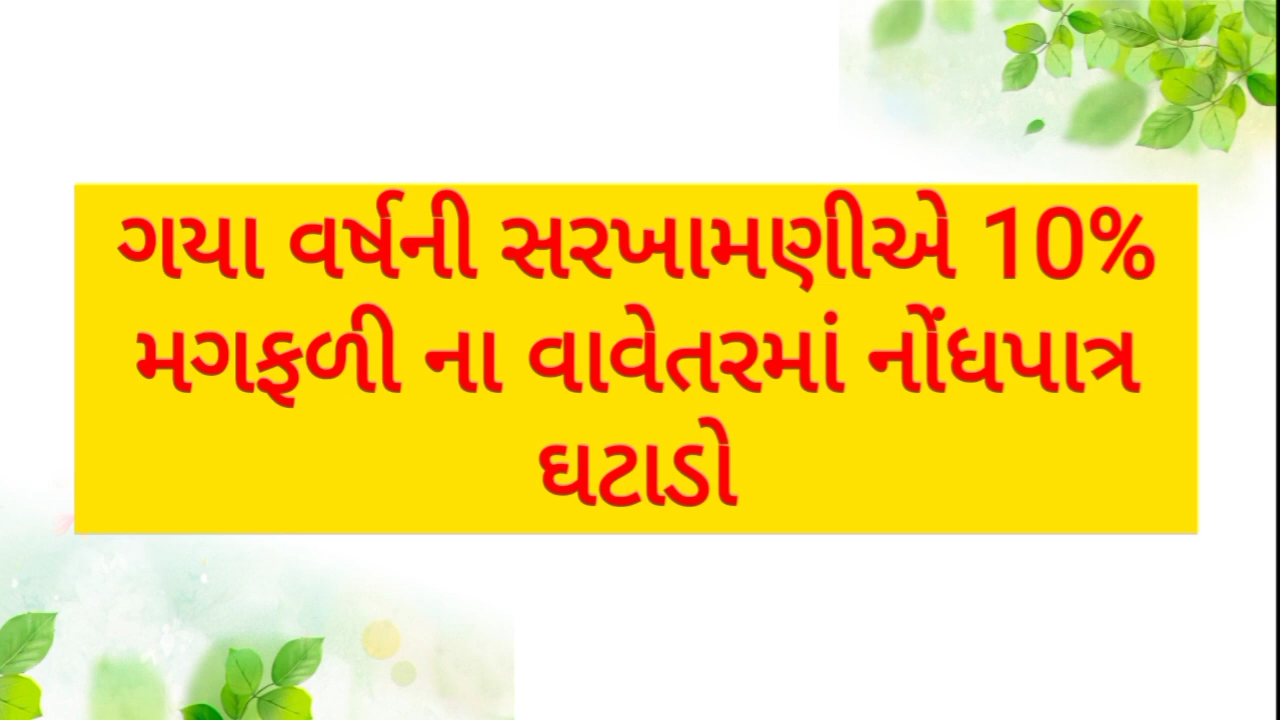 ગયા વર્ષની સરખામણીએ 10%
મગફળી ના વાવેતરમાં નોંધપાત્ર
ઘટાડો